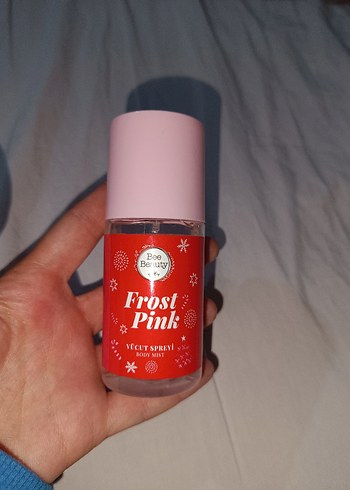 Bee
Beauty
Frost
Pink
VÜCUT SPREYİ
BODY MIST